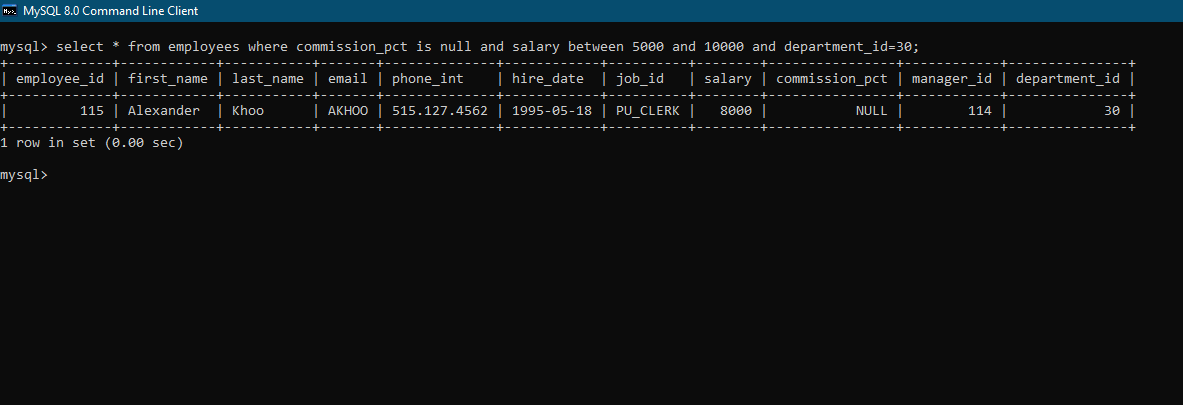 MySQL 8.0 Command Line Client
mysql> select * from employees where commission_pct is null and salary between 5000 and 10000 and department_id=30;
+-------------+------------+-----------+-------+--------------+------------+----------+--------+----------------+------------+---------------+
| employee_id | first_name | last_name | email | phone_int    | hire_date  | job_id   | salary | commission_pct | manager_id | department_id |
+-------------+------------+-----------+-------+--------------+------------+----------+--------+----------------+------------+---------------+
|         115 | Alexander  | Khoo      | AKHOO | 515.127.4562 | 1995-05-18 | PU_CLERK |   8000 |           NULL |        114 |            30 |
+-------------+------------+-----------+-------+--------------+------------+----------+--------+----------------+------------+---------------+
1 row in set (0.00 sec)
mysql>